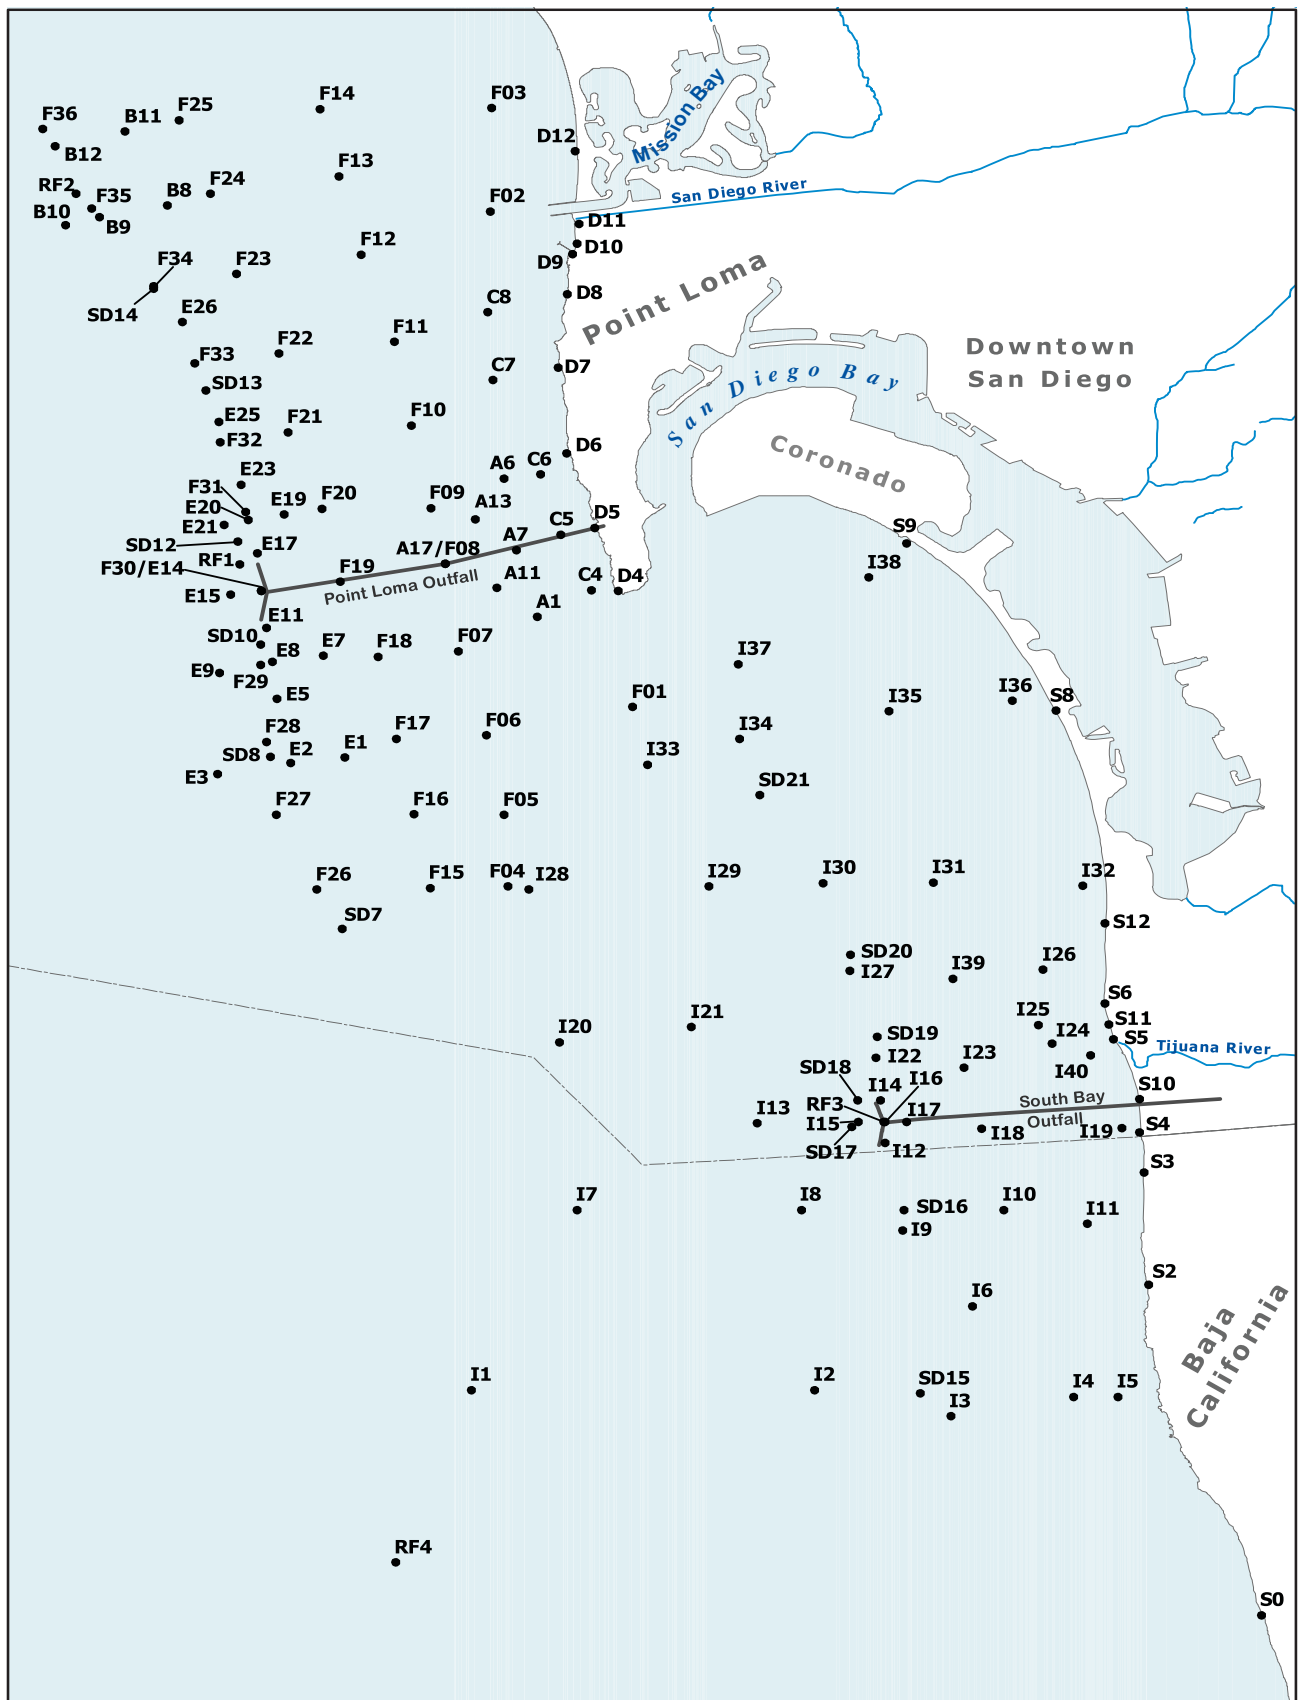 F14
F03
F25
B11
F36
D12
B12
Mission Bay
F13
RF2
F35
B8
F24
San Diego River
F02
B10
B9
D11
F12
D10
F34
F23
D9
Point Loma
D8
C8
SD14
E26
F11
F22
F33
Downtown
San Diego
C7
D7
San Diego Bay
SD13
E25
F21
F10
F32
D6
Coronado
A6
C6
E23
F31
E20
E19
F20
F09
A13
E21
C5
D5
S9
SD12
E17
A17/F08
A7
RF1
F30/E14
F19
Point Loma Outfall
I38
A11
C4
D4
E15
A1
E11
SD10
E8
E7
F18
F07
E9
F29
I37
E5
F01
I35
I36
S8
F28
F17
F06
I34
SD8
E2
E1
I33
E3
SD21
F27
F16
F05
F26
F15
F04
I28
I29
I30
I31
I32
SD7
S12
SD20
I27
I39
I26
S6
I25
S11
I20
I21
SD19
I24
S5
Tijuana River
I22
I23
I40
SD18
I16
I14
S10
South Bay
Outfall
RF3
I13
I17
I15
I18
I19
S4
SD17
I12
S3
I7
I8
SD16
I10
I11
I9
S2
I6
Baja
California
I1
I2
SD15
I3
I4
I5
RF4
S0